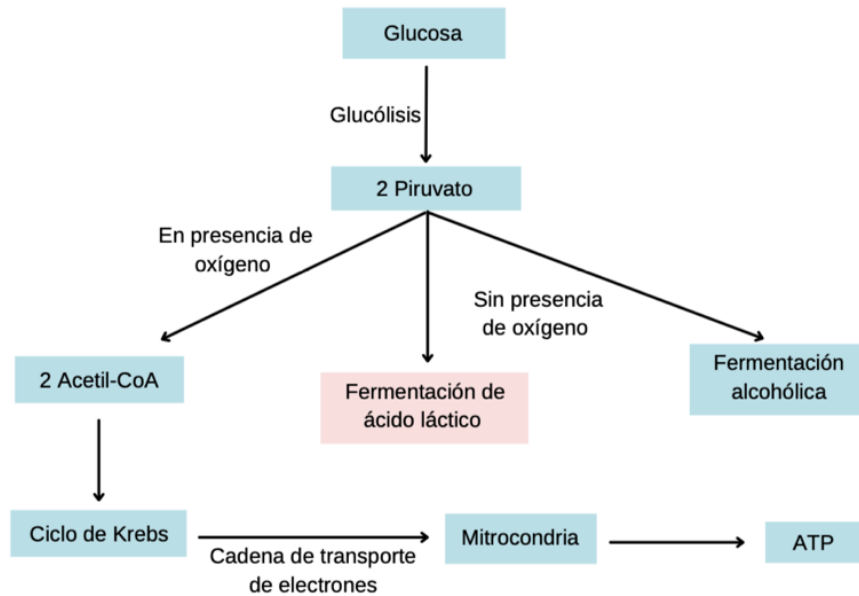 Glucosa
Glucólisis
2 Piruvato
En presencia de
oxígeno
Sin presencia
de oxígeno
2 Acetil-CoA
Fermentación de
ácido láctico
Fermentación
alcohólica
Ciclo de Krebs
Cadena de transporte
de electrones
Mitrocondria
ATP